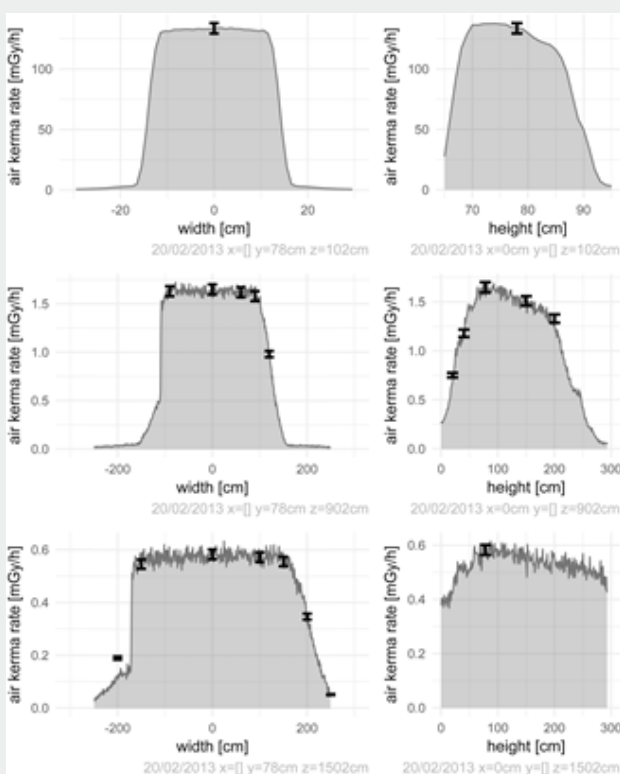 air kerma rate [mGy/h]
100
50
0
-20
0
20
width [cm]
20/02/2013 x=[] y=78cm z=102cm
air kerma rate [mGy/h]
100
50
0
70
80
90
height [cm]
20/02/2013 x=0cm y=[] z=102cm
air kerma rate [mGy/h]
1.5
1.0
0.5
0.0
-200
0
200
width [cm]
20/02/2013 x=[] y=78cm z=902cm
air kerma rate [mGy/h]
1.5
1.0
0.5
0.0
0
100
200
300
height [cm]
20/02/2013 x=0cm y=[] z=902cm
air kerma rate [mGy/h]
0.6
0.4
0.2
0.0
-200
0
200
width [cm]
20/02/2013 x=[] y=78cm z=1502cm
air kerma rate [mGy/h]
0.6
0.4
0.2
0.0
0
100
200
300
height [cm]
20/02/2013 x=0cm y=[] z=1502cm